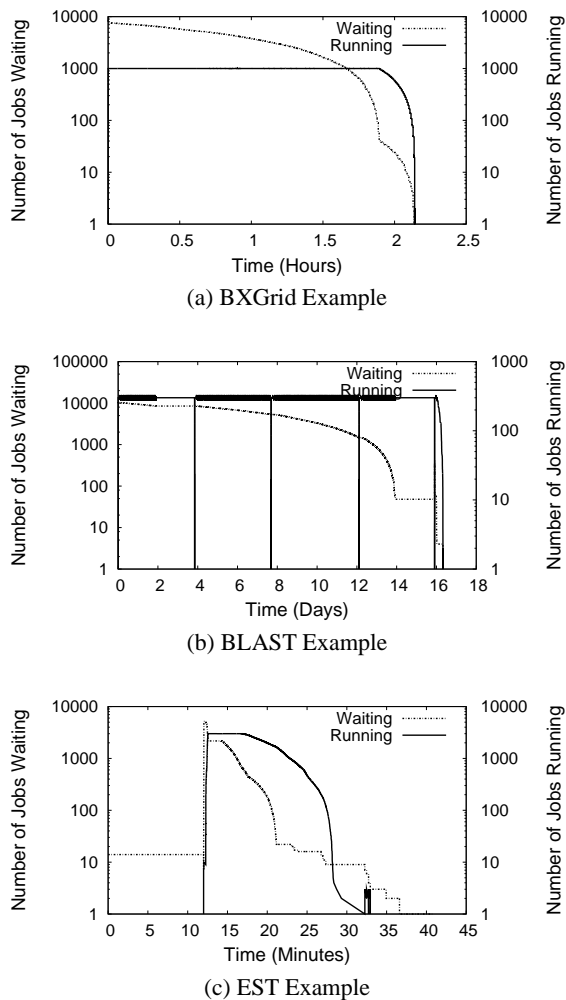 10000
1000
100
10
1
Number of Jobs Waiting
Waiting
Running
10000
1000
100
10
1
Number of Jobs Running
0 0.5 1 1.5 2 2.5
Time (Hours)
(a) BXGrid Example
100000
10000
1000
100
10
1
Number of Jobs Waiting
Waiting
Running
1000
100
10
1
Number of Jobs Running
0 2 4 6 8 10 12 14 16 18
Time (Days)
(b) BLAST Example
10000
1000
100
10
1
Number of Jobs Waiting
Waiting
Running
10000
1000
100
10
1
Number of Jobs Running
0 5 10 15 20 25 30 35 40 45
Time (Minutes)
(c) EST Example